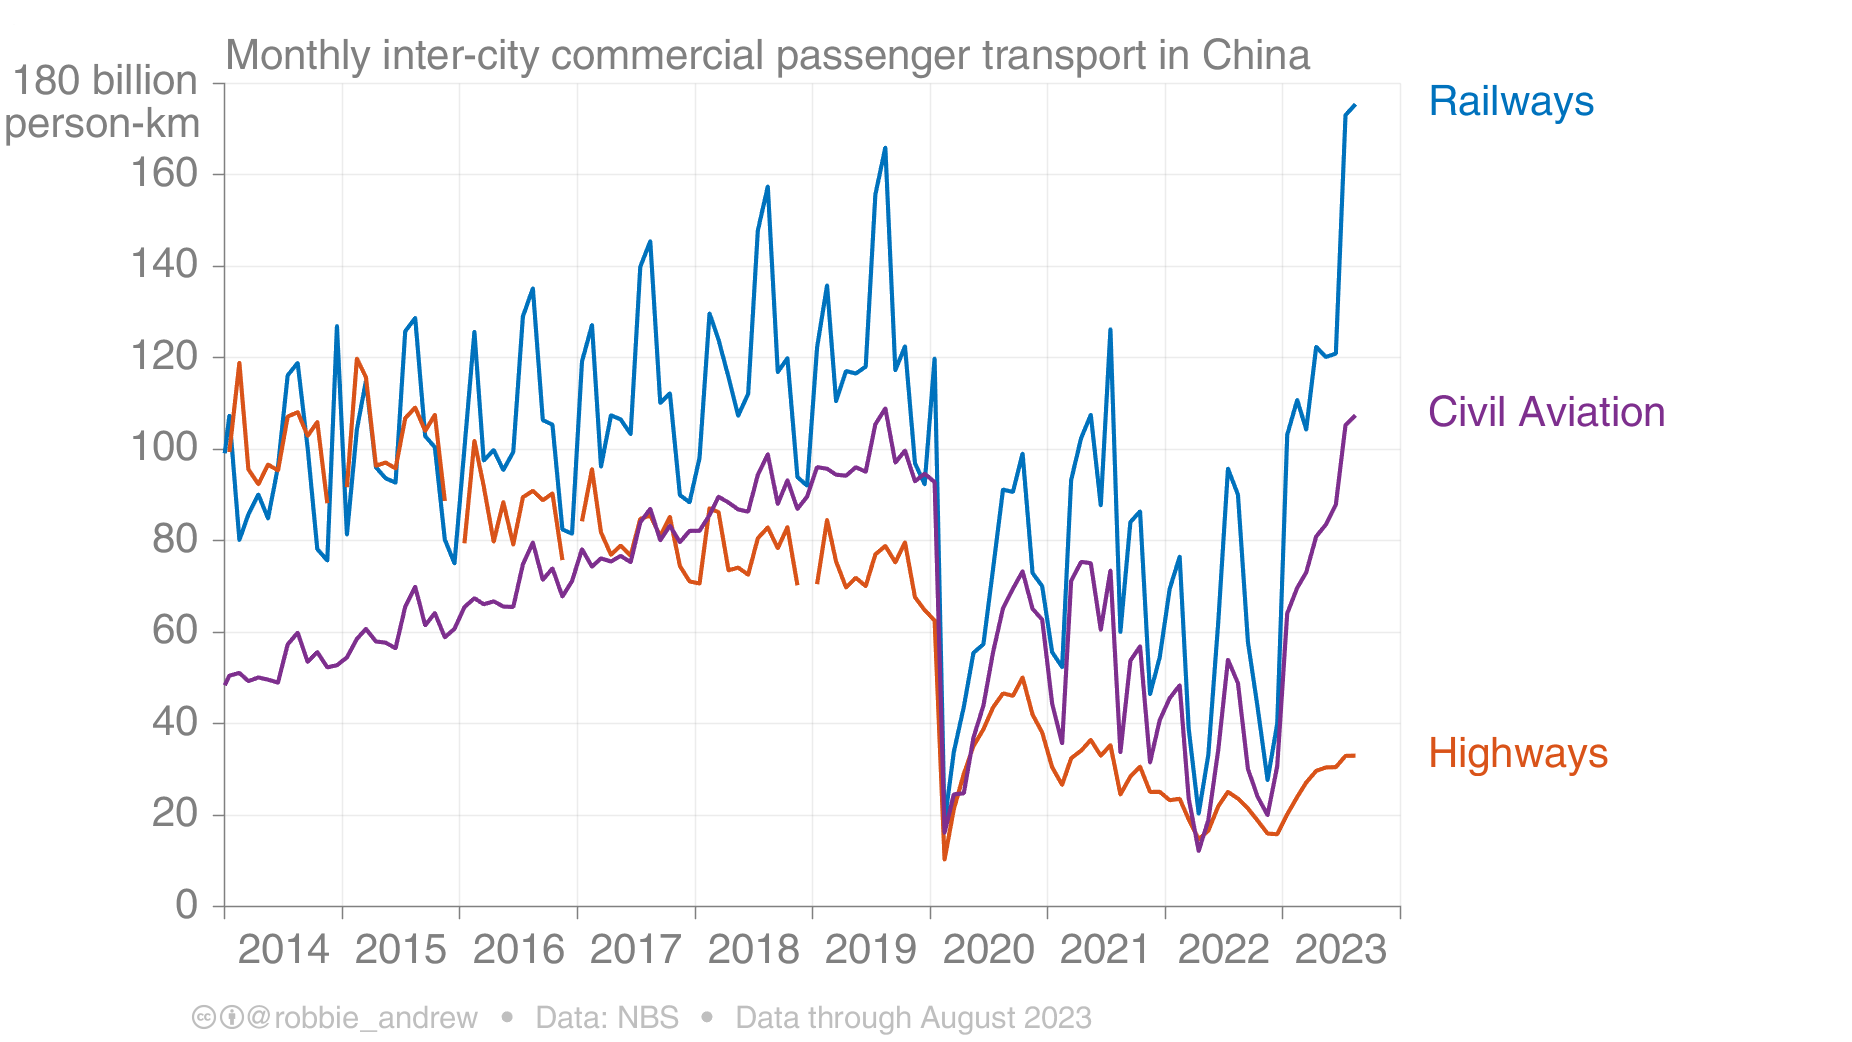 Monthly inter-city commercial passenger transport in China
180 billion
person-km
160
140
120
100
80
60
40
20
0
Railways
Civil Aviation
Highways
2014 2015 2016 2017 2018 2019 2020 2021 2022 2023
@robbie_andrew • Data: NBS • Data through August 2023